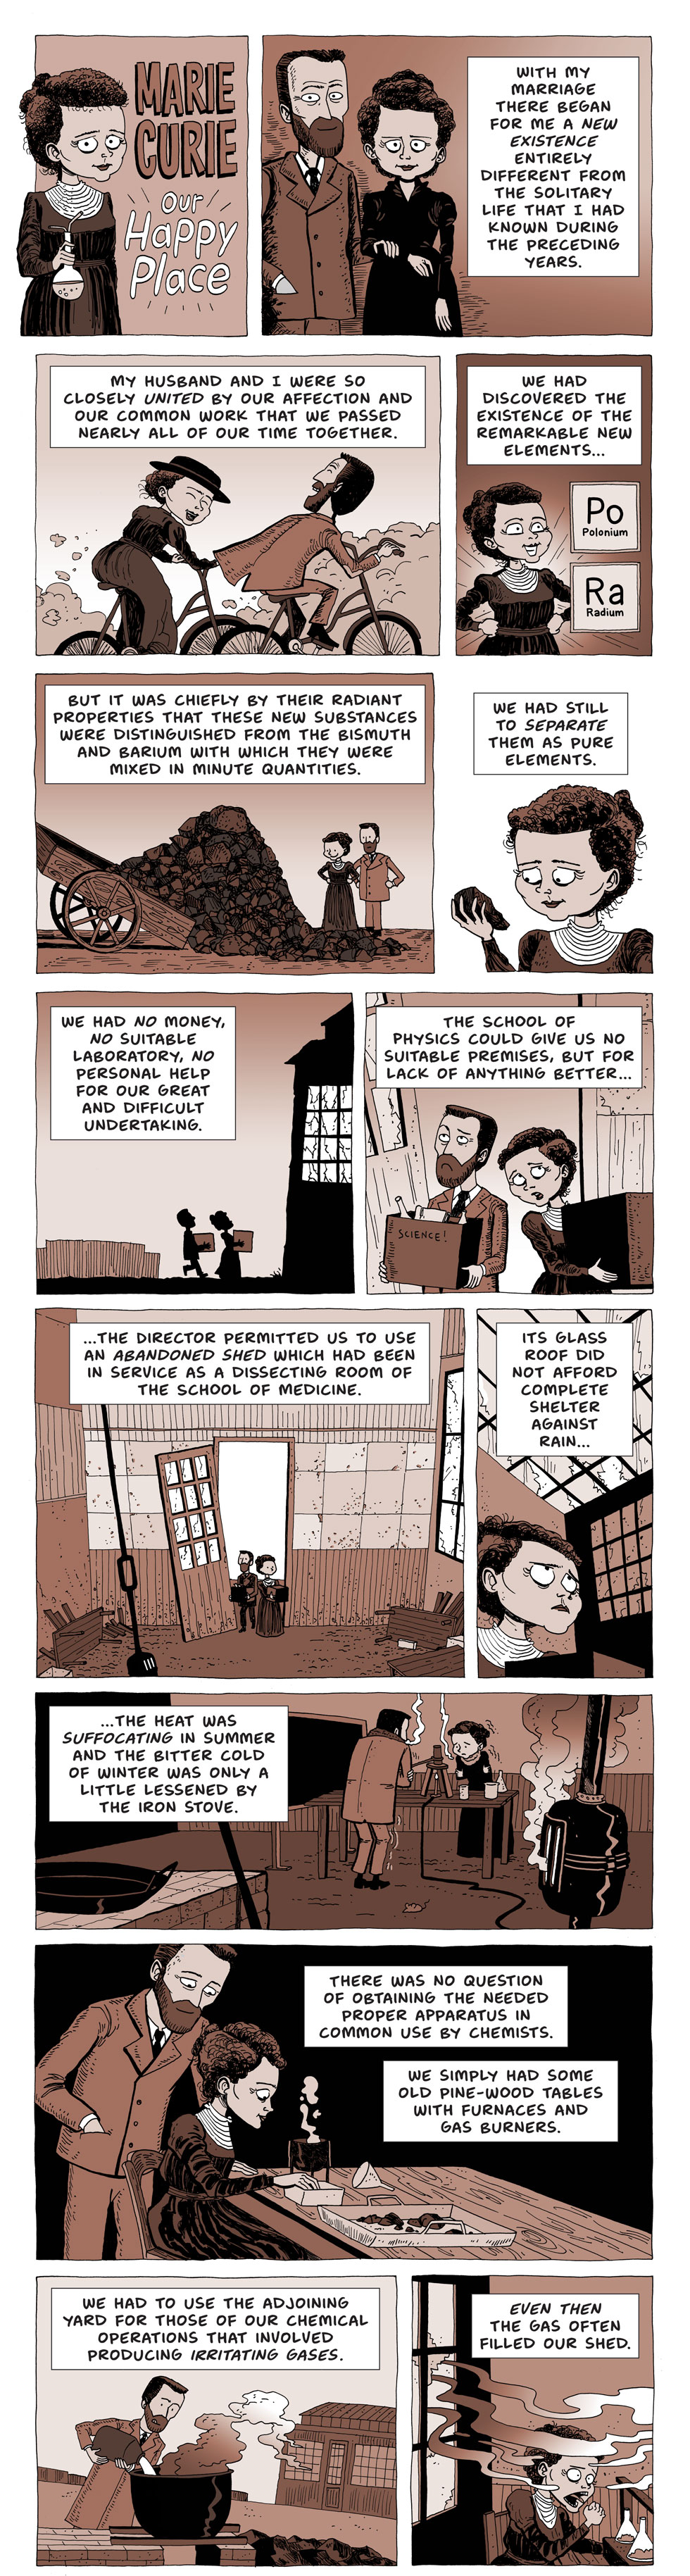 MARIE
CURIE
OUR
Happy
Place
WITH MY
MARRIAGE
THERE BEGAN
FOR ME A NEW
EXISTENCE
ENTIRELY
DIFFERENT FROM
THE SOLITARY
LIFE THAT I HAD
KNOWN DURING
THE PRECEDING
YEARS.
MY HUSBAND AND I WERE SO
CLOSELY UNITED BY OUR AFFECTION AND
OUR COMMON WORK THAT WE PASSED
NEARLY ALL OF OUR TIME TOGETHER.
WE HAD
DISCOVERED THE
EXISTENCE OF THE
REMARKABLE NEW
ELEMENTS...
Po
Polonium
Ra
Radium
BUT IT WAS CHIEFLY BY THEIR RADIANT
PROPERTIES THAT THESE NEW SUBSTANCES
WERE DISTINGUISHED FROM THE BISMUTH
AND BARIUM WITH WHICH THEY WERE
MIXED IN MINUTE QUANTITIES.
WE HAD STILL
TO SEPARATE
THEM AS PURE
ELEMENTS.
WE HAD NO MONEY,
NO SUITABLE
LABORATORY, NO
PERSONAL HELP
FOR OUR GREAT
AND DIFFICULT
UNDERTAKING.
THE SCHOOL OF
PHYSICS COULD GIVE US NO
SUITABLE PREMISES, BUT FOR
LACK OF ANYTHING BETTER...
SCIENCE!
...THE DIRECTOR PERMITTED US TO USE
AN ABANDONED SHED WHICH HAD BEEN
IN SERVICE AS A DISSECTING ROOM OF
THE SCHOOL OF MEDICINE.
ITS GLASS
ROOF DID
NOT AFFORD
COMPLETE
SHELTER
AGAINST
RAIN...
...THE HEAT WAS
SUFFOCATING IN SUMMER
AND THE BITTER COLD
OF WINTER WAS ONLY A
LITTLE LESSENED BY
THE IRON STOVE.
THERE WAS NO QUESTION
OF OBTAINING THE NEEDED
PROPER APPARATUS IN
COMMON USE BY CHEMISTS.
WE SIMPLY HAD SOME
OLD PINE-WOOD TABLES
WITH FURNACES AND
GAS BURNERS.
WE HAD TO USE THE ADJOINING
YARD FOR THOSE OF OUR CHEMICAL
OPERATIONS THAT INVOLVED
PRODUCING IRRITATING GASES.
EVEN THEN
THE GAS OFTEN
FILLED OUR SHED.